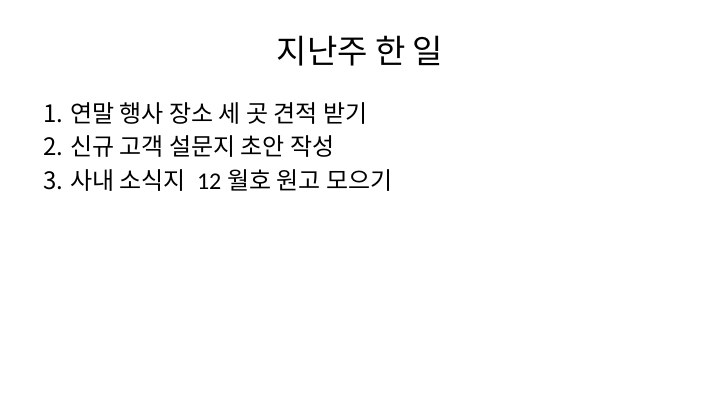 지난주 한 일
1. 연말 행사 장소 세 곳 견적 받기
2. 신규 고객 설문지 초안 작성
3. 사내 소식지 12 월호 원고 모으기